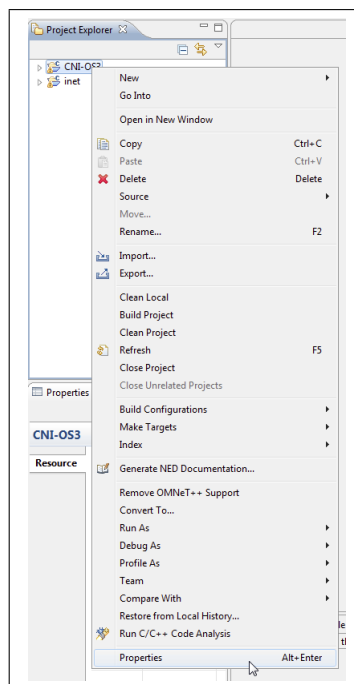 Project Explorer
CNI-OS3
inet
New
Go Into
Open in New Window
Copy Ctrl+C
Paste Ctrl+V
Delete Delete
Source
Move...
Rename... F2
Import...
Export...
Clean Local
Build Project
Clean Project
Refresh F5
Close Project
Close Unrelated Projects
Build Configurations
Make Targets
Index
Generate NED Documentation...
Remove OMNeT++ Support
Convert To...
Run As
Debug As
Profile As
Team
Compare With
Restore from Local History...
Run C/C++ Code Analysis
Properties Alt+Enter
Properties
CNI-OS3
Resource